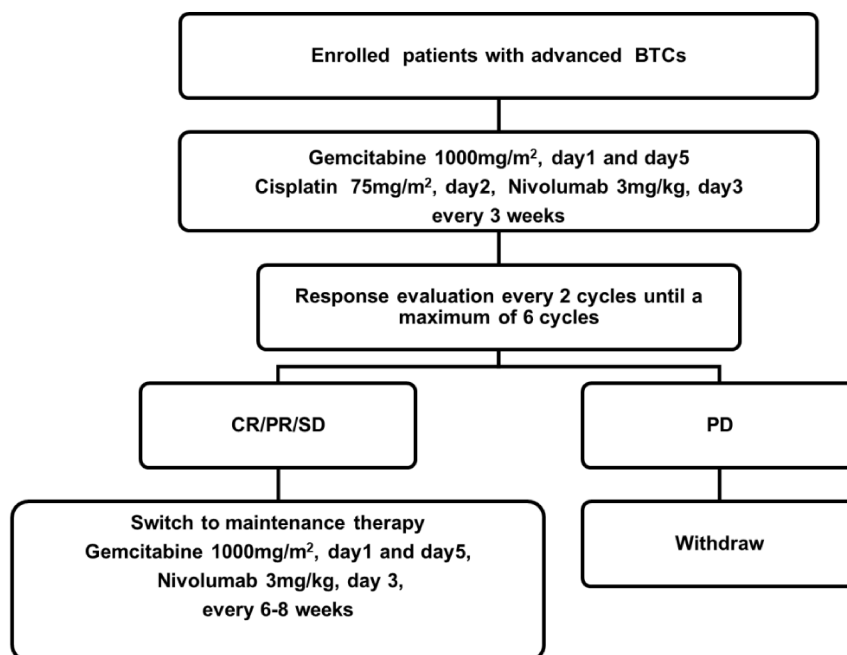 Enrolled patients with advanced BTCs
Gemcitabine 1000mg/m², day1 and day5
Cisplatin 75mg/m², day2, Nivolumab 3mg/kg, day3
every 3 weeks
Response evaluation every 2 cycles until a
maximum of 6 cycles
CR/PR/SD
PD
Switch to maintenance therapy
Gemcitabine 1000mg/m², day1 and day5,
Nivolumab 3mg/kg, day 3,
every 6-8 weeks
Withdraw